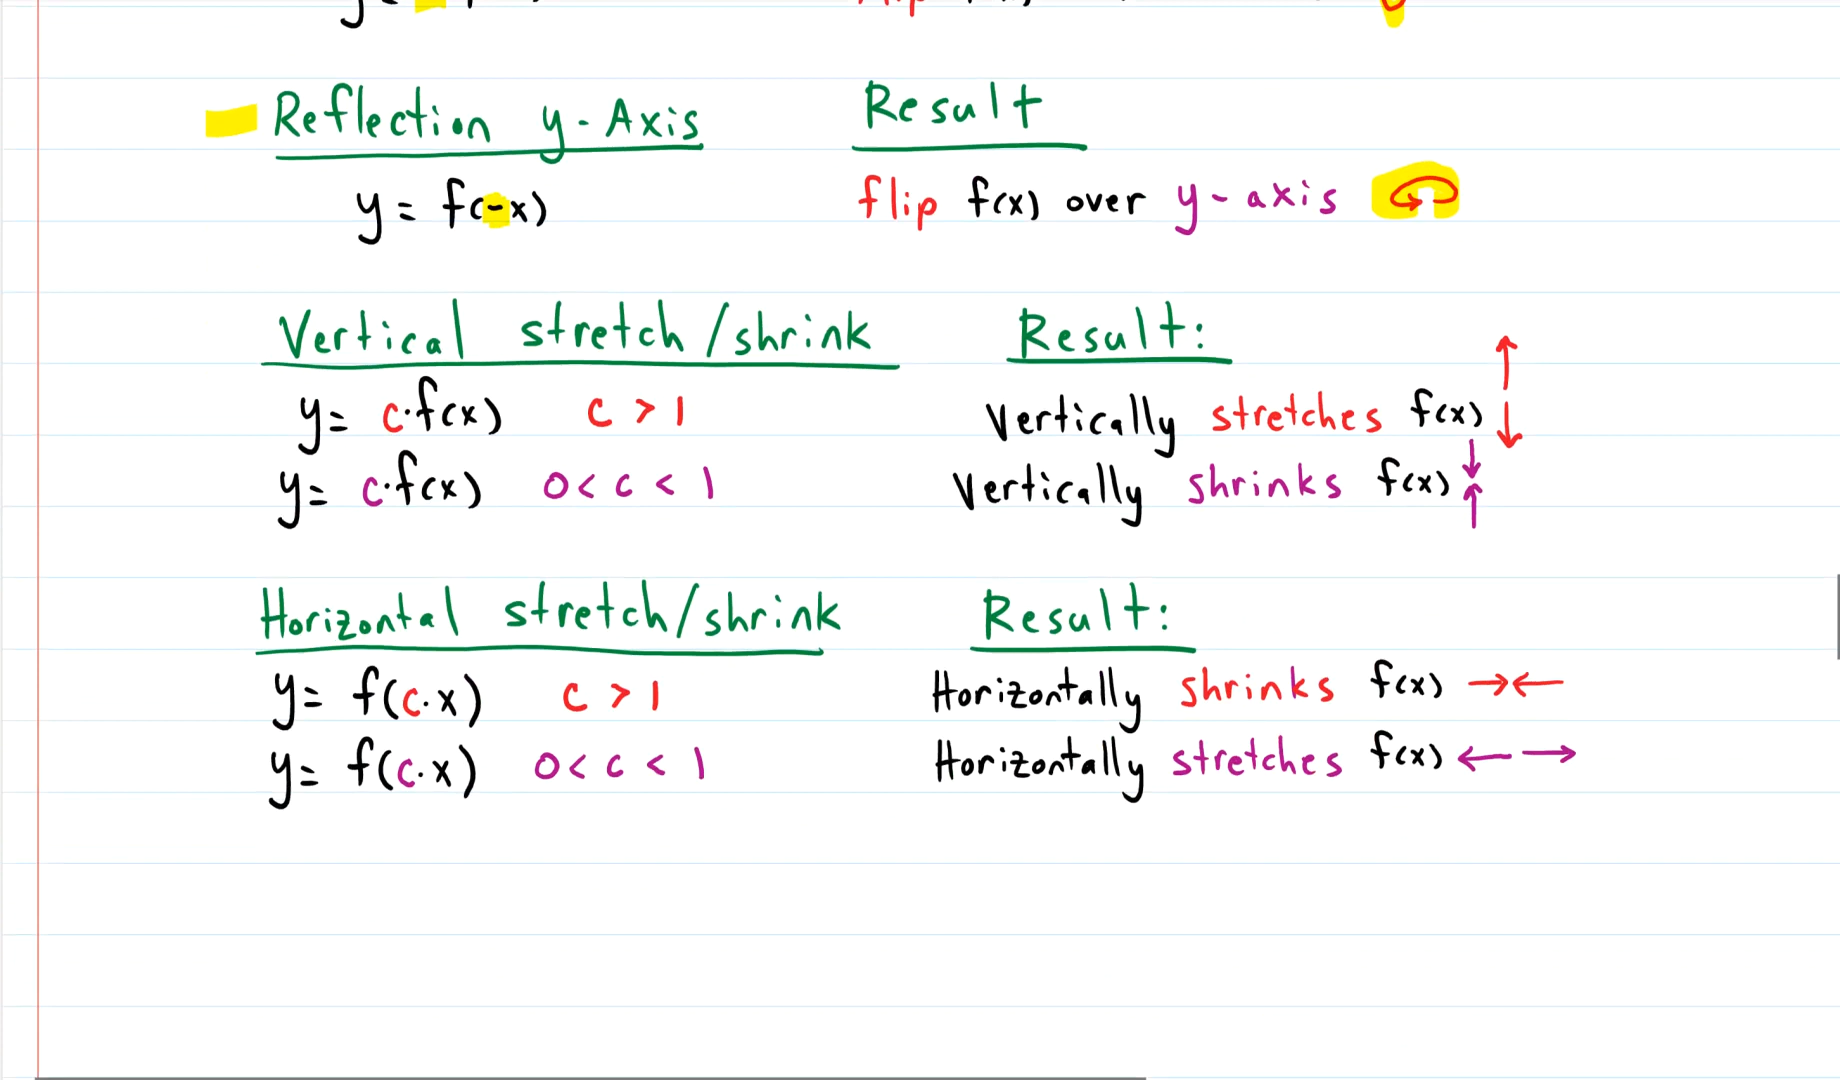 Reflection y-Axis Result
y = f(-x) flip f(x) over y-axis
Vertical stretch/shrink Result:
y = c·f(x) c > 1 Vertically stretches f(x)
y = c·f(x) 0 < c < 1 Vertically shrinks f(x)
Horizontal stretch/shrink Result:
y = f(c·x) c > 1 Horizontally shrinks f(x) →←
y = f(c·x) 0 < c < 1 Horizontally stretches f(x) ←→